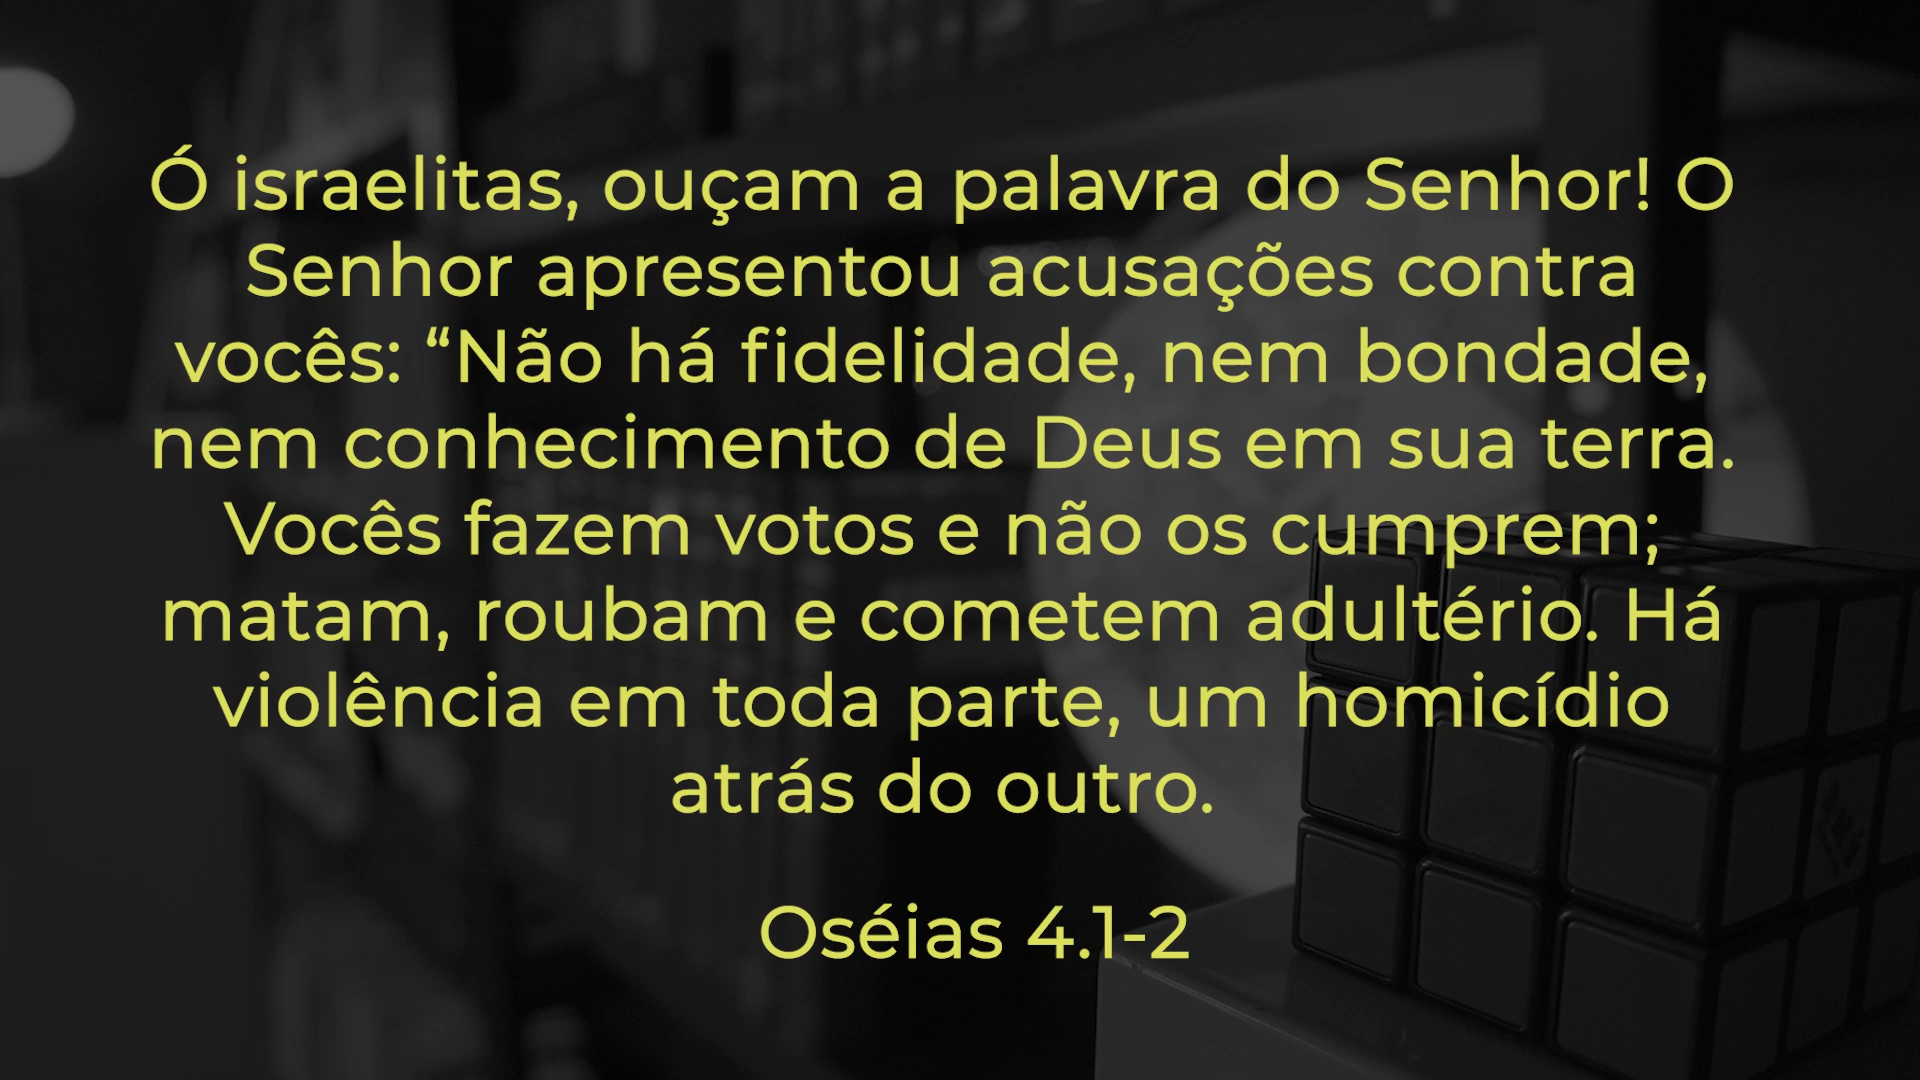 Ó israelitas, ouçam a palavra do Senhor! O
Senhor apresentou acusações contra
vocês: “Não há fidelidade, nem bondade,
nem conhecimento de Deus em sua terra.
Vocês fazem votos e não os cumprem;
matam, roubam e cometem adultério. Há
violência em toda parte, um homicídio
atrás do outro.
Oséias 4.1-2